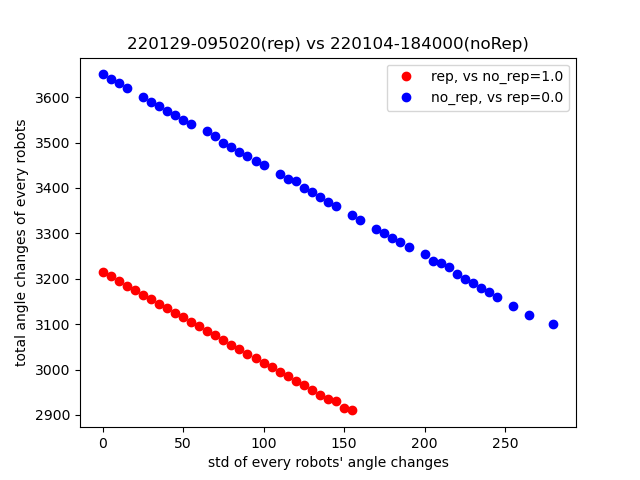 220129-095020(rep) vs 220104-184000(noRep)
rep, vs no_rep=1.0
no_rep, vs rep=0.0
total angle changes of every robots
3600
3500
3400
3300
3200
3100
3000
2900
0 50 100 150 200 250
std of every robots' angle changes